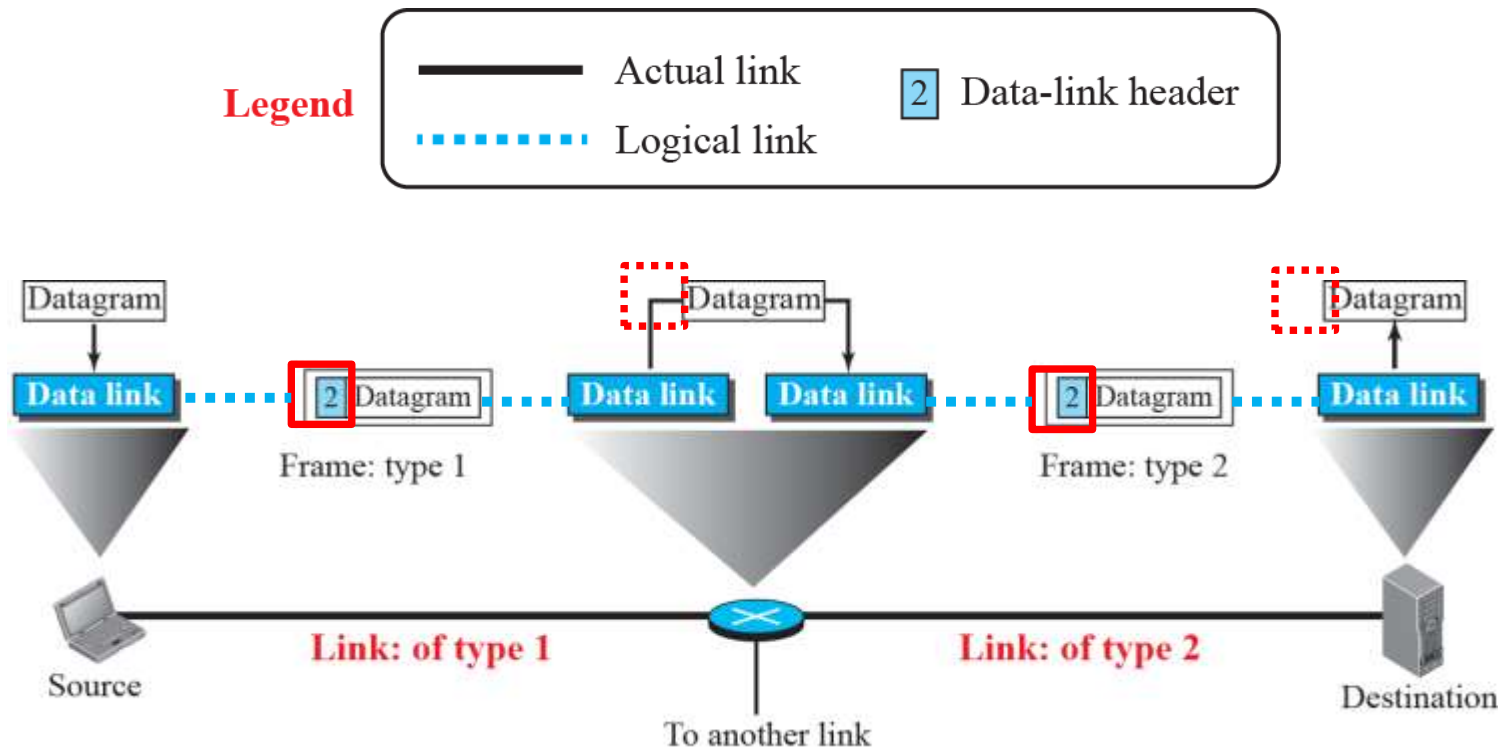 Legend
Actual link
Logical link
2 Data-link header
Datagram
Datagram
Datagram
Data link
2 Datagram
Data link
Data link
2 Datagram
Data link
Frame: type 1
Frame: type 2
Link: of type 1
Link: of type 2
Source
Destination
To another link